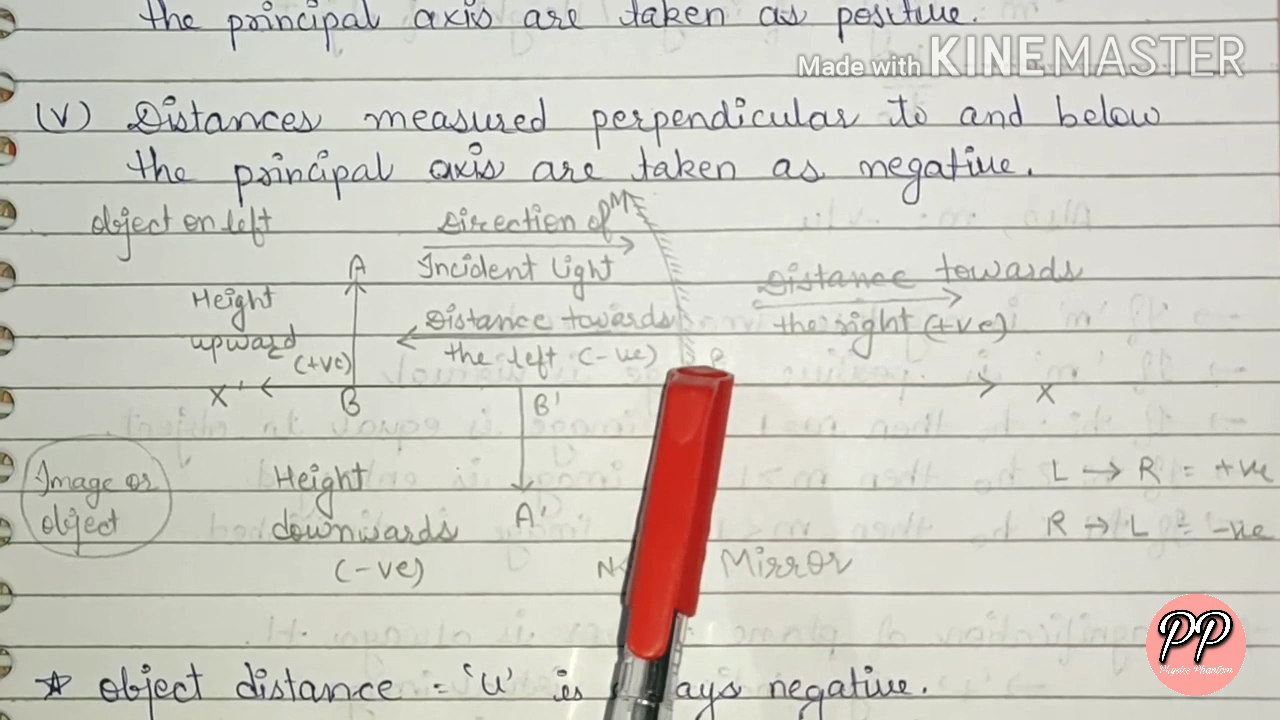 the principal axis are taken as positive.
Made with KINEMASTER
(V) Distances measured perpendicular to and below
the principal axis are taken as negative.
object on left
Direction of
M
Incident light
A
Height
upward
(+ve)
Distance towards
the left (-ve)
Distance towards
the right (+ve)
P
X'
B
B'
X
Image or
object
Height
downwards
(-ve)
A'
L → R = +ve
R → L = -ve
N
Mirror
PP
Physics Phantom
☆ object distance = 'u' is negative.